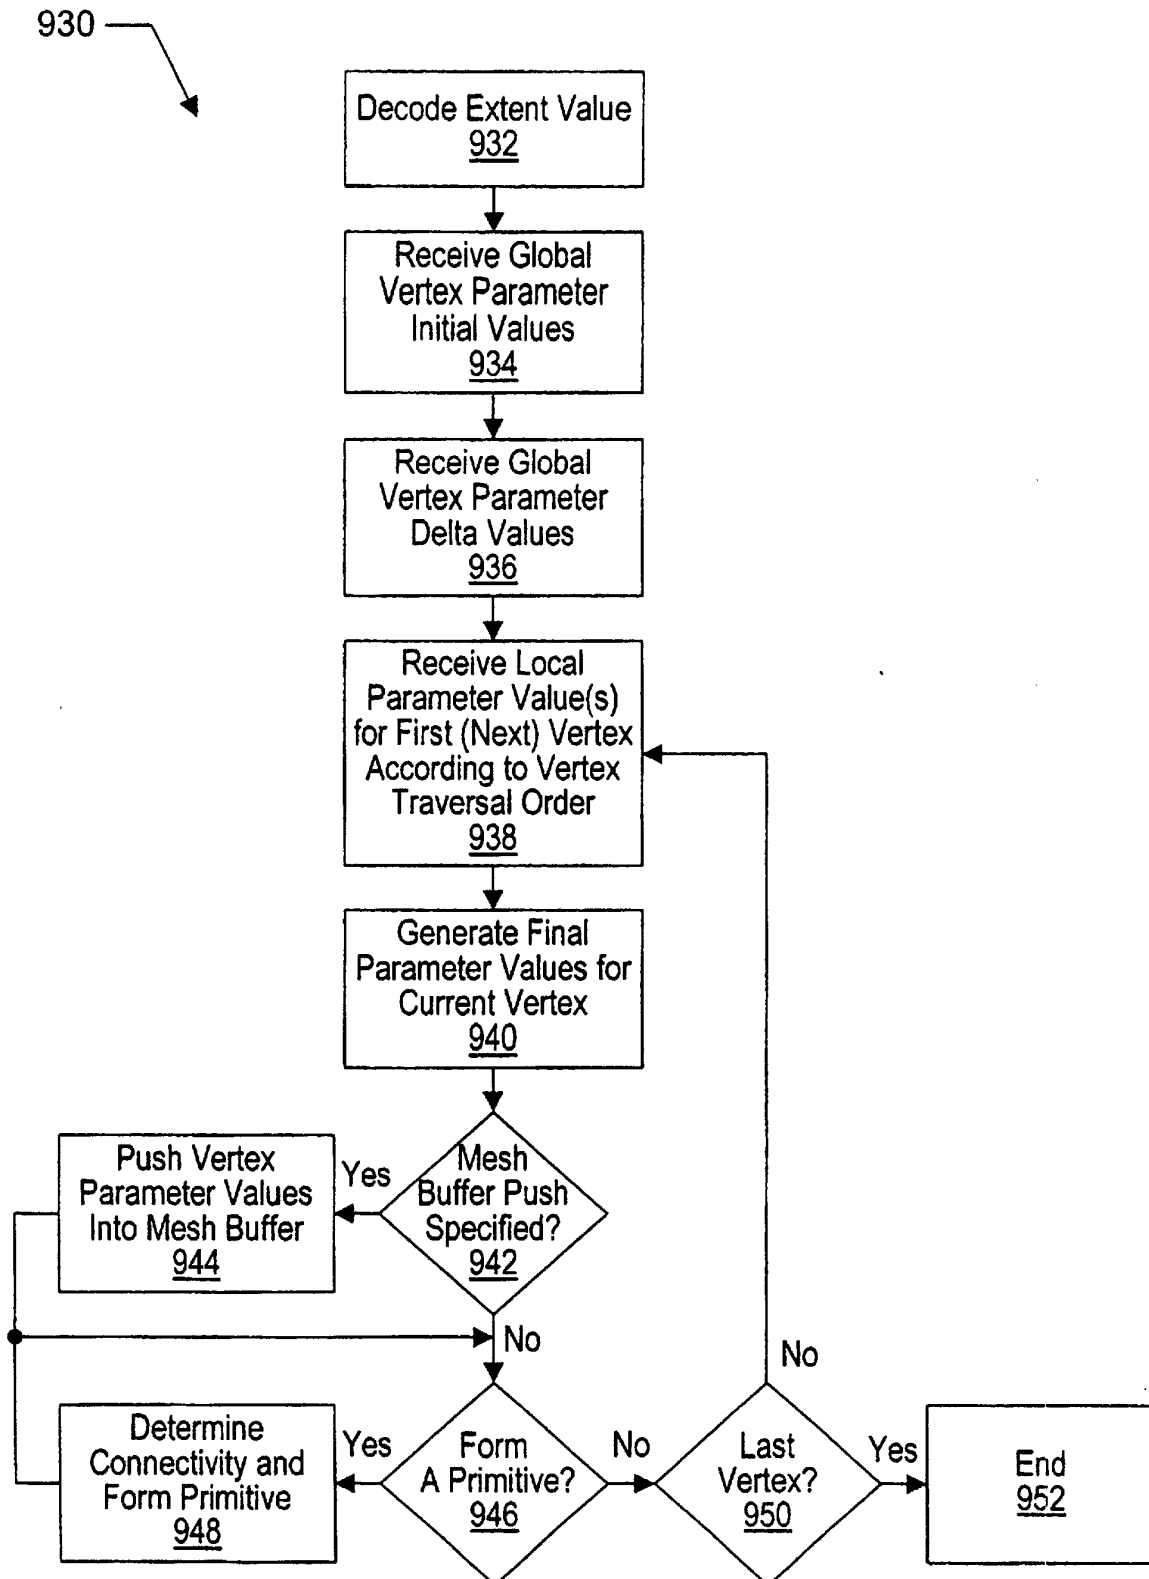 930
Decode Extent Value
932
Receive Global
Vertex Parameter
Initial Values
934
Receive Global
Vertex Parameter
Delta Values
936
Receive Local
Parameter Value(s)
for First (Next) Vertex
According to Vertex
Traversal Order
938
Generate Final
Parameter Values for
Current Vertex
940
Mesh
Buffer Push
Specified?
942
Yes
Push Vertex
Parameter Values
Into Mesh Buffer
944
No
Form
A Primitive?
946
Yes
Determine
Connectivity and
Form Primitive
948
No
Last
Vertex?
950
No
Yes
End
952